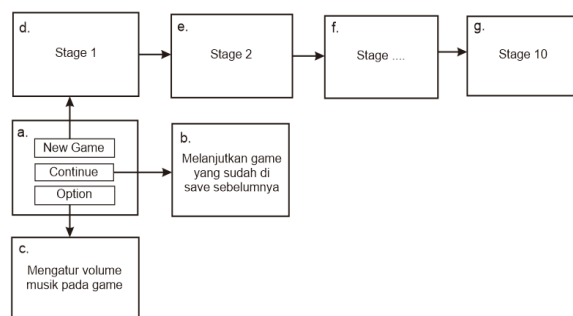 d.
Stage 1
e.
Stage 2
f.
Stage ....
g.
Stage 10
a.
New Game
Continue
Option
b.
Melanjutkan game
yang sudah di
save sebelumnya
c.
Mengatur volume
musik pada game